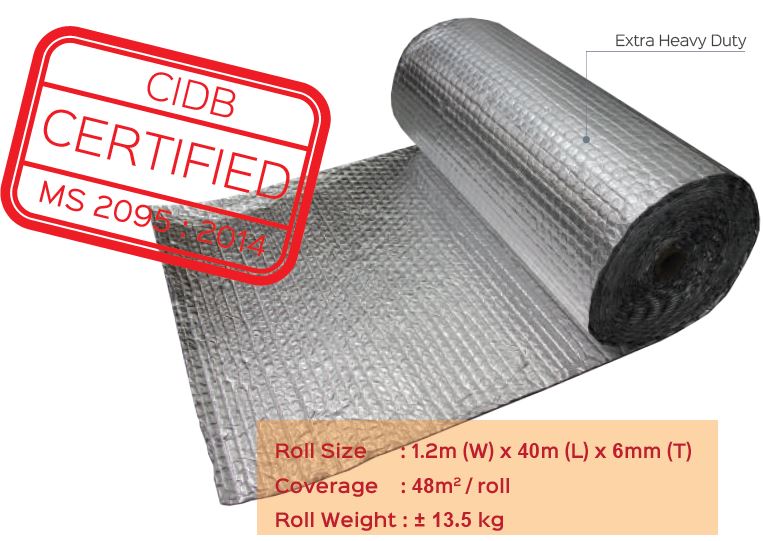 Extra Heavy Duty
CIDB
CERTIFIED
MS 2095 : 2014
Roll Size : 1.2m (W) x 40m (L) x 6mm (T)
Coverage : 48m² / roll
Roll Weight : ± 13.5 kg